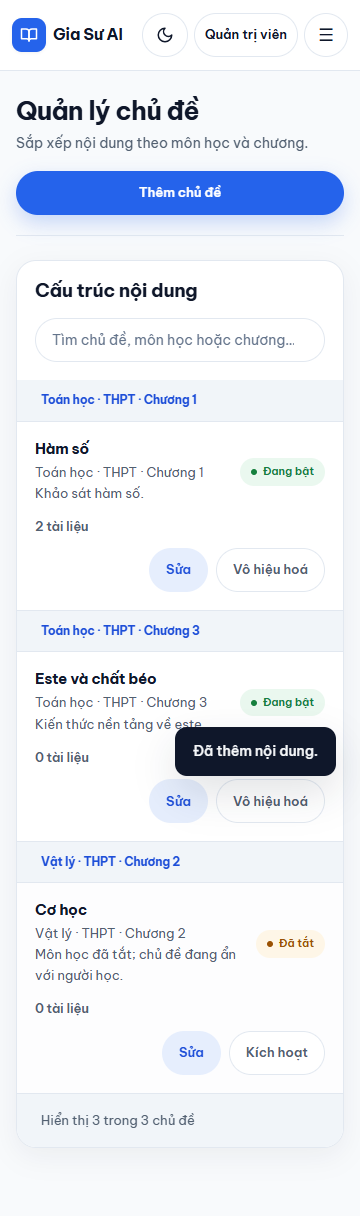 Gia Sư AI
Quản trị viên
Quản lý chủ đề
Sắp xếp nội dung theo môn học và chương.
Thêm chủ đề
Cấu trúc nội dung
Tìm chủ đề, môn học hoặc chương...
Toán học · THPT · Chương 1
Hàm số
Toán học · THPT · Chương 1
Khảo sát hàm số.
Đang bật
2 tài liệu
Sửa
Vô hiệu hoá
Toán học · THPT · Chương 3
Este và chất béo
Toán học · THPT · Chương 3
Kiến thức nền tảng về este
Đang bật
Đã thêm nội dung.
0 tài liệu
Sửa
Vô hiệu hoá
Vật lý · THPT · Chương 2
Cơ học
Vật lý · THPT · Chương 2
Môn học đã tắt; chủ đề đang ẩn
với người học.
Đã tắt
0 tài liệu
Sửa
Kích hoạt
Hiển thị 3 trong 3 chủ đề